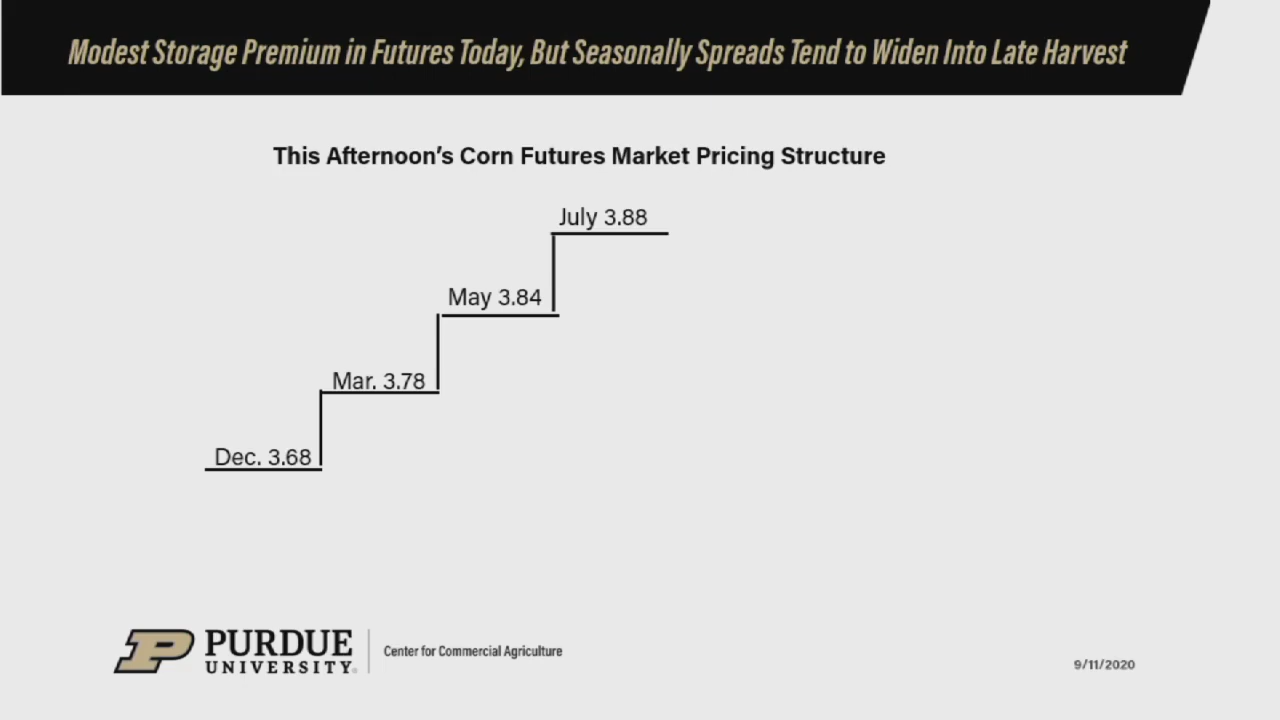 Modest Storage Premium in Futures Today, But Seasonally Spreads Tend to Widen Into Late Harvest
This Afternoon’s Corn Futures Market Pricing Structure
July 3.88
May 3.84
Mar. 3.78
Dec. 3.68
PURDUE
UNIVERSITY®
Center for Commercial Agriculture
9/11/2020